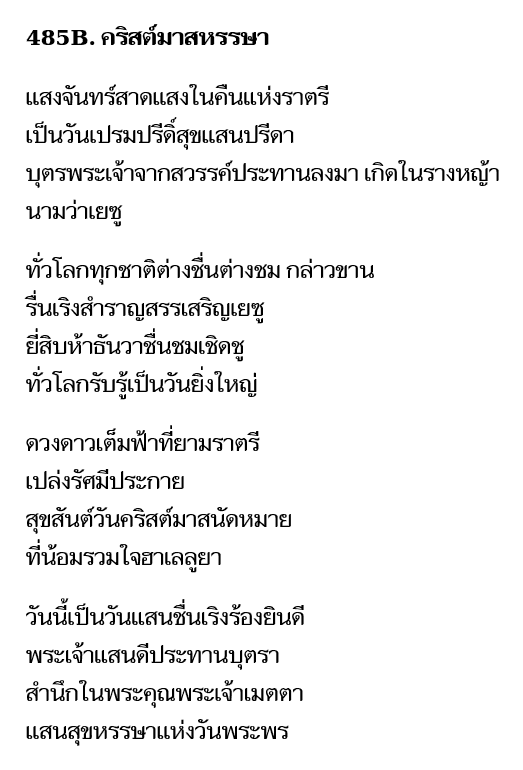 485B. คริสต์มาสหรรษา
แสงจันทร์สาดแสงในคืนแห่งราตรี
เป็นวันเปรมปรีดิ์สุขแสนปรีดา
บุตรพระเจ้าจากสวรรค์ประทานลงมา เกิดในรางหญ้า
นามว่าเยซู
ทั่วโลกทุกชาติต่างชื่นต่างชม กล่าวขาน
รื่นเริงสำราญสรรเสริญเยซู
ยี่สิบห้าธันวาชื่นชมเชิดชู
ทั่วโลกรับรู้เป็นวันยิ่งใหญ่
ดวงดาวเต็มฟ้าที่ยามราตรี
เปล่งรัศมีประกาย
สุขสันต์วันคริสต์มาสนัดหมาย
ที่น้อมรวมใจฮาเลลูยา
วันนี้เป็นวันแสนชื่นเริงร้องยินดี
พระเจ้าแสนดีประทานบุตรา
สำนึกในพระคุณพระเจ้าเมตตา
แสนสุขหรรษาแห่งวันพระพร